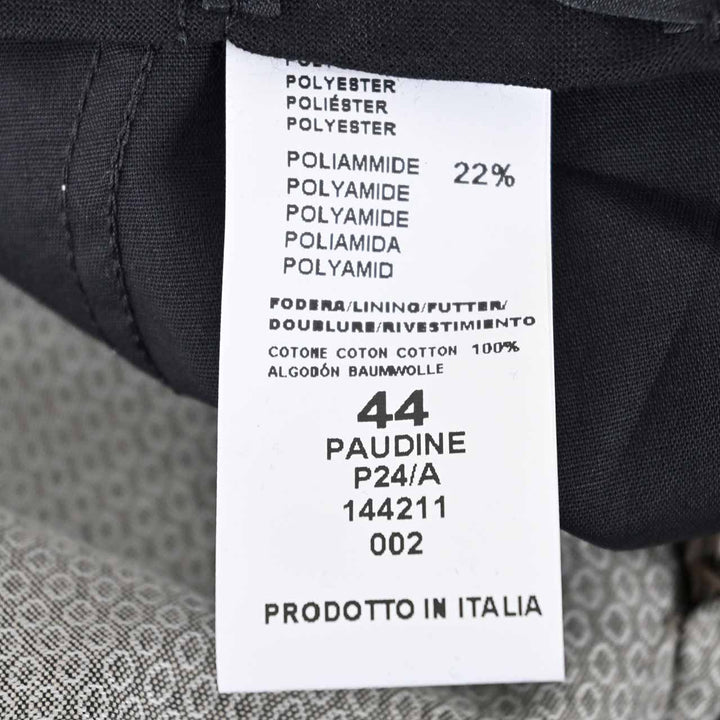 POLYESTER
POLIÉSTER
POLYESTER
POLIAMMIDE 22%
POLYAMIDE
POLYAMIDE
POLIAMIDA
POLYAMID
FODERA/LINING/FUTTER/
DOUBLURE/RIVESTIMIENTO
COTONE COTON COTTON 100%
ALGODÓN BAUMWOLLE
44
PAUDINE
P24/A
144211
002
PRODOTTO IN ITALIA